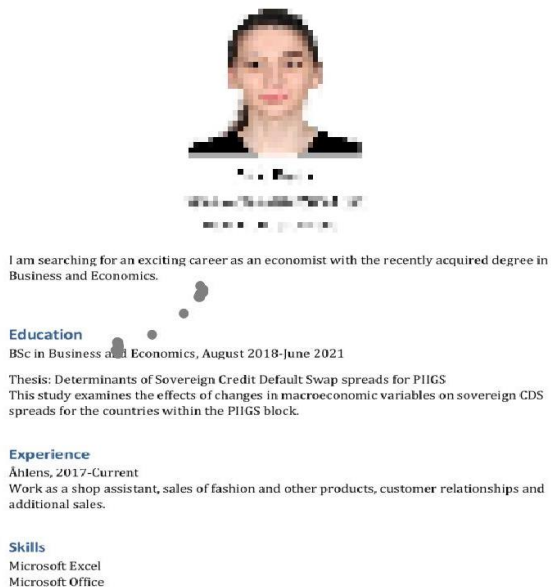 I am searching for an exciting career as an economist with the recently acquired degree in
Business and Economics.
Education
BSc in Business and Economics, August 2018-June 2021
Thesis: Determinants of Sovereign Credit Default Swap spreads for PIIGS
This study examines the effects of changes in macroeconomic variables on sovereign CDS
spreads for the countries within the PIIGS block.
Experience
Åhlens, 2017-Current
Work as a shop assistant, sales of fashion and other products, customer relationships and
additional sales.
Skills
Microsoft Excel
Microsoft Office